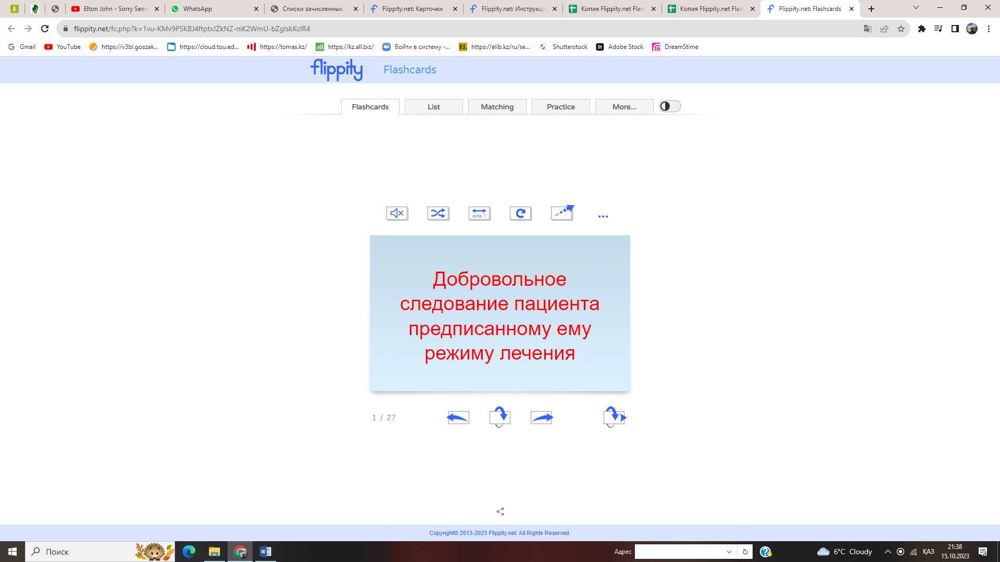 Elton John - Sorry Seem
WhatsApp
Списки зачисленных.
Flippity.net: Карточки
Flippity.net: Инструкци
Копия Flippity.net Flas
Копия Flippity.net Flas
Flippity.net: Flashcards
flippity.net/fc.php?k=1vu-KMv9PSKBJ4ftptxJZkNZ-niK2WmU-bZglskKclR4
Gmail
YouTube
https://v3bl.goszak...
https://cloud.tou.ed...
https://tomas.kz/
all
https://kz.all.biz/
Войти в систему -...
EL
https://elib.kz/ru/se...
Shutterstock
St
Adobe Stock
DreamStime
flippity
Flashcards
Flashcards
List
Matching
Practice
More...
side 1
...
Добровольное
следование пациента
предписанному ему
режиму лечения
1 / 27
Copyright© 2013-2023 Flippity.net. All Rights Reserved.
Поиск
Адрес
6°C Cloudy
ҚАЗ
21:38
15.10.2023